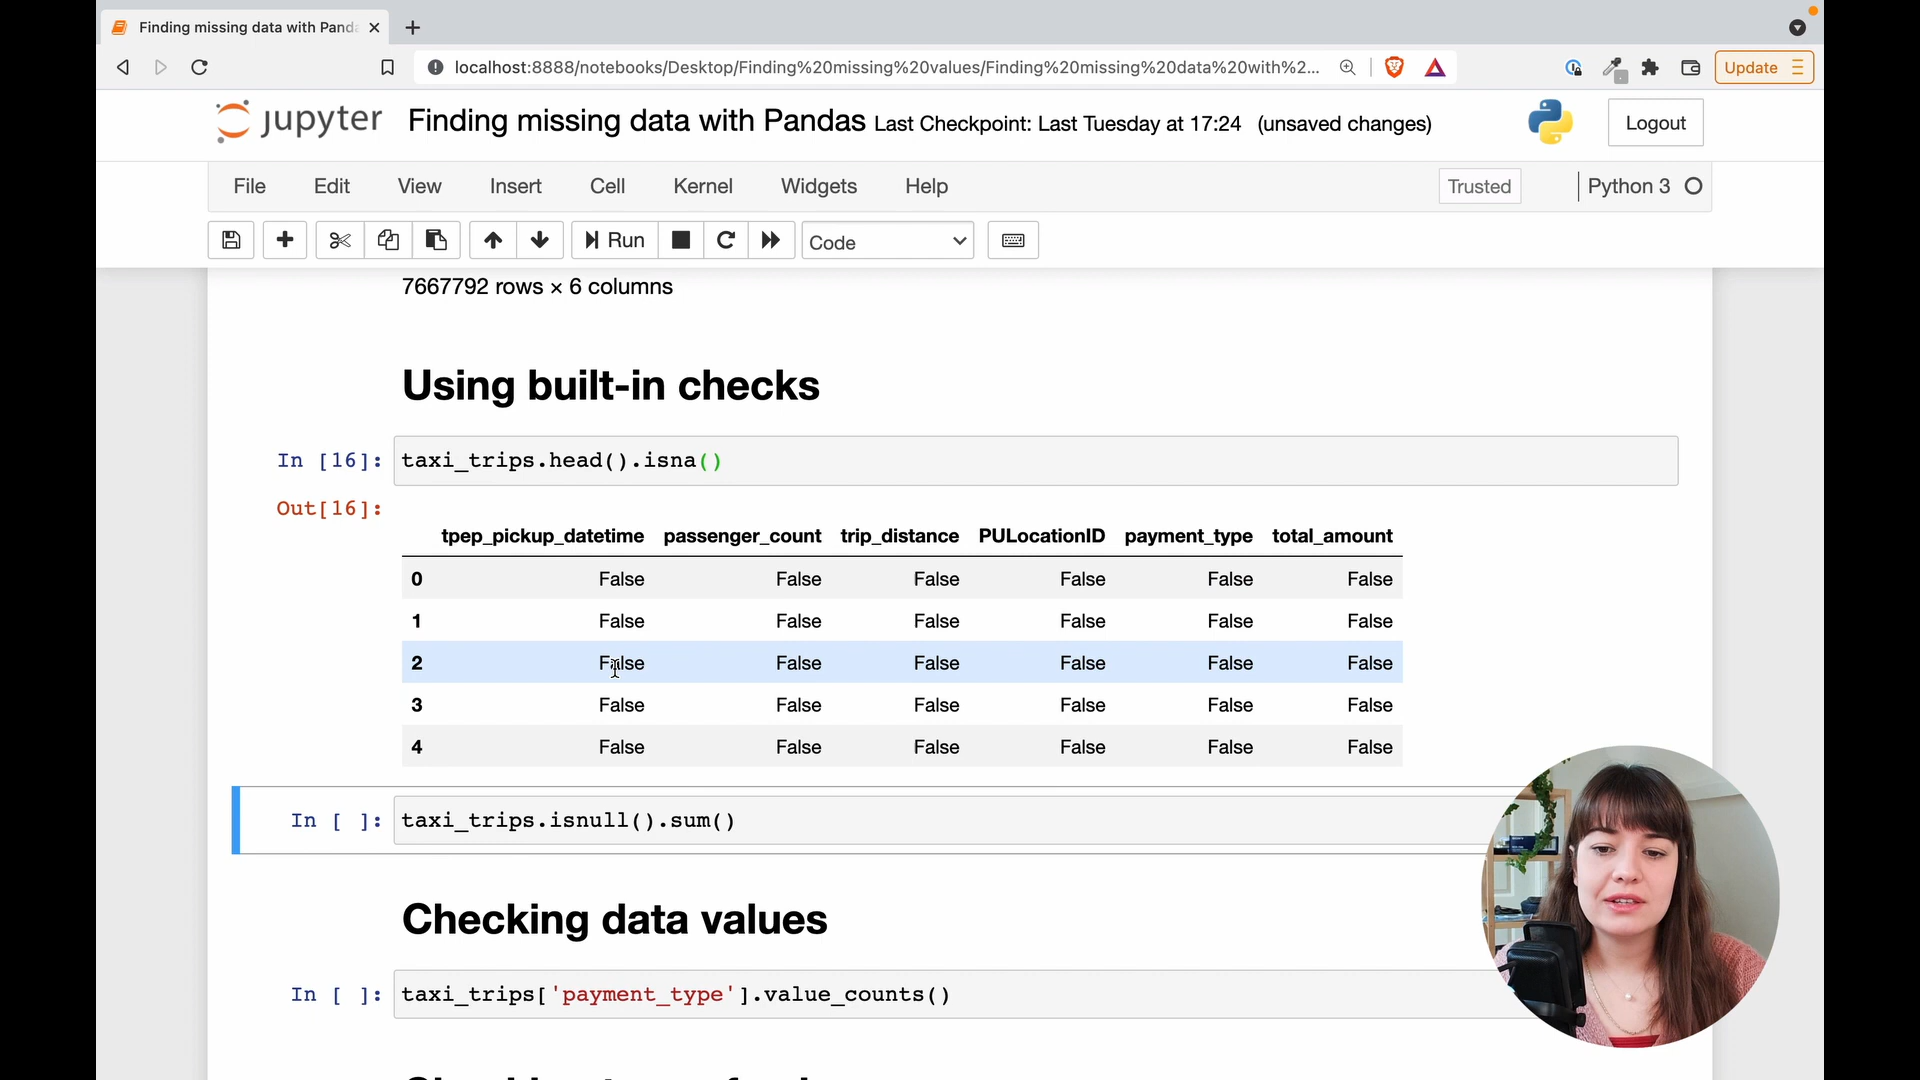 Finding missing data with Panda
localhost:8888/notebooks/Desktop/Finding%20missing%20values/Finding%20missing%20data%20with%2...
Update
jupyter Finding missing data with Pandas Last Checkpoint: Last Tuesday at 17:24 (unsaved changes)
Logout
File Edit View Insert Cell Kernel Widgets Help Trusted Python 3
Run Code
7667792 rows × 6 columns
Using built-in checks
In [16]: taxi_trips.head().isna()
Out[16]:
tpep_pickup_datetime passenger_count trip_distance PULocationID payment_type total_amount
0 False False False False False False
1 False False False False False False
2 False False False False False False
3 False False False False False False
4 False False False False False False
In [ ]: taxi_trips.isnull().sum()
Checking data values
In [ ]: taxi_trips['payment_type'].value_counts()